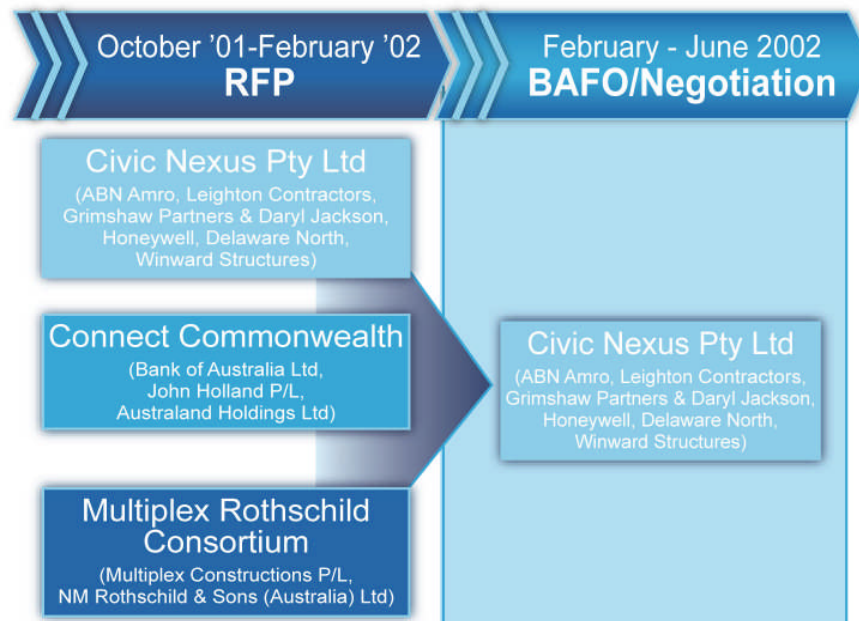 October ’01-February ’02
RFP
February - June 2002
BAFO/Negotiation
Civic Nexus Pty Ltd
(ABN Amro, Leighton Contractors,
Grimshaw Partners & Daryl Jackson,
Honeywell, Delaware North,
Winward Structures)
Connect Commonwealth
(Bank of Australia Ltd,
John Holland P/L,
Australand Holdings Ltd)
Multiplex Rothschild
Consortium
(Multiplex Constructions P/L,
NM Rothschild & Sons (Australia) Ltd)
Civic Nexus Pty Ltd
(ABN Amro, Leighton Contractors,
Grimshaw Partners & Daryl Jackson,
Honeywell, Delaware North,
Winward Structures)